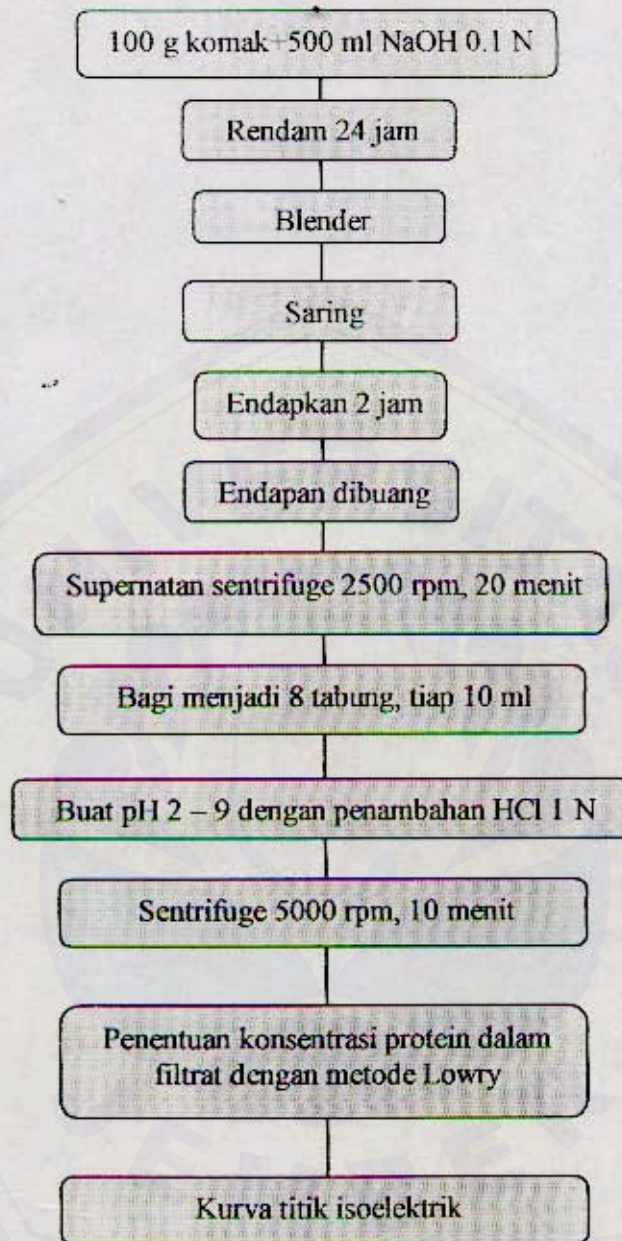 100 g komak+500 ml NaOH 0.1 N
Rendam 24 jam
Blender
Saring
Endapkan 2 jam
Endapan dibuang
Supernatan sentrifuge 2500 rpm, 20 menit
Bagi menjadi 8 tabung, tiap 10 ml
Buat pH 2 – 9 dengan penambahan HCl 1 N
Sentrifuge 5000 rpm, 10 menit
Penentuan konsentrasi protein dalam
filtrat dengan metode Lowry
Kurva titik isoelektrik